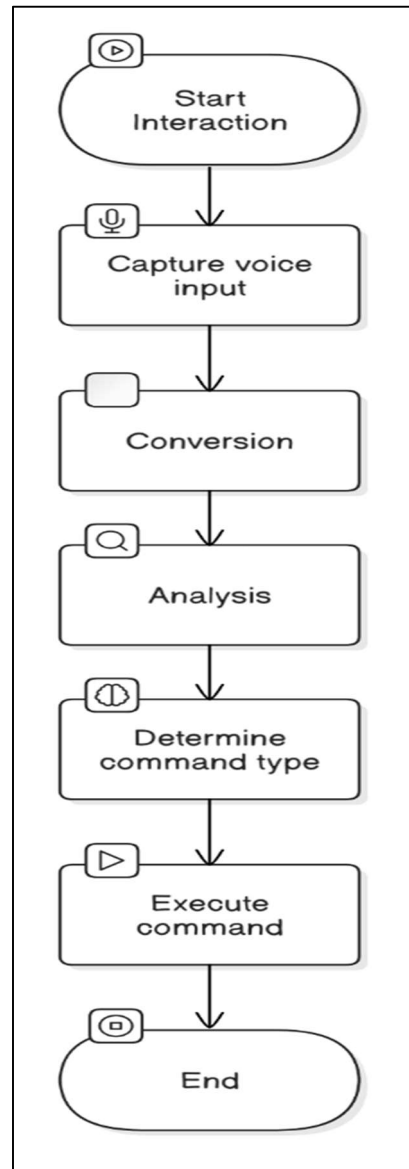 Start
Interaction
Capture voice
input
Conversion
Analysis
Determine
command type
Execute
command
End